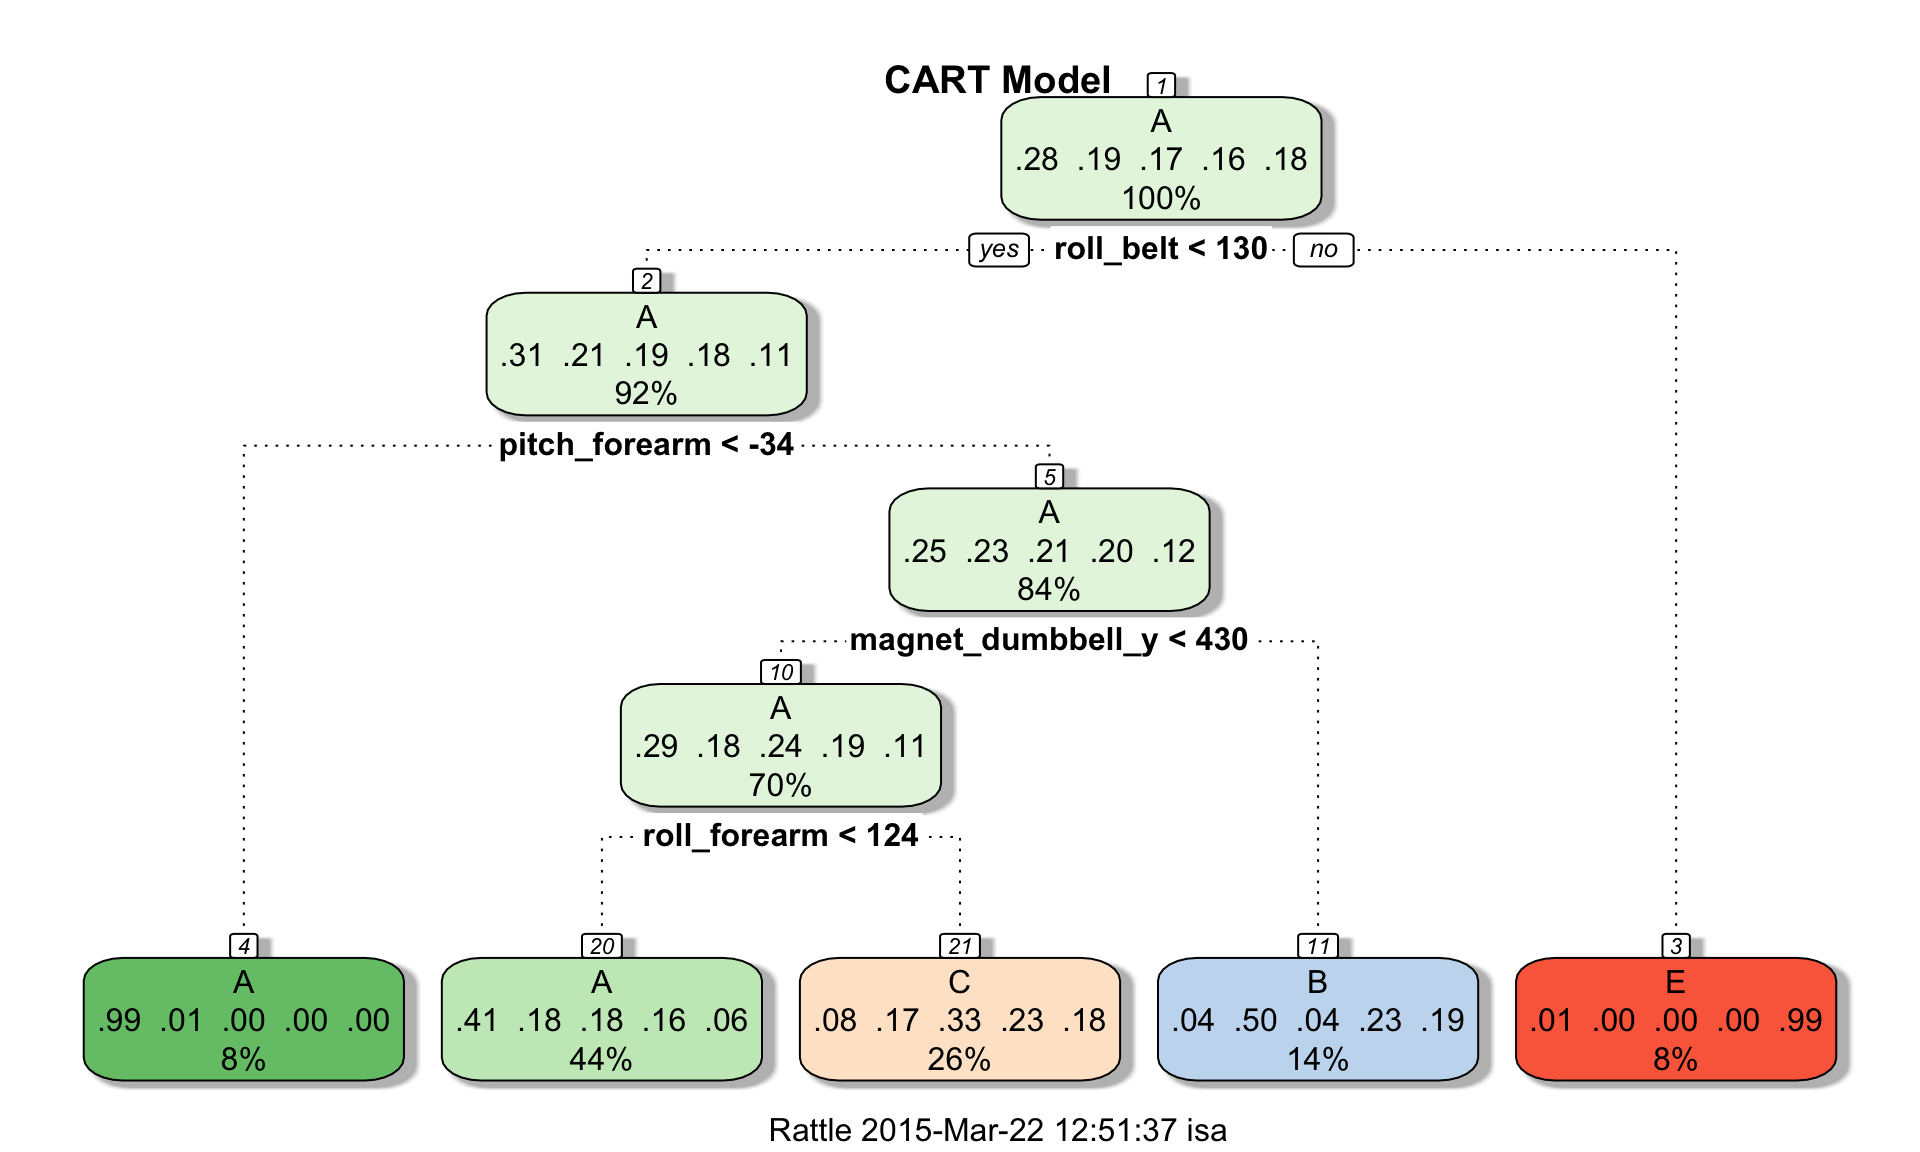 CART Model
1
A
.28 .19 .17 .16 .18
100%
yes roll_belt < 130 no
2
A
.31 .21 .19 .18 .11
92%
pitch_forearm < -34
5
A
.25 .23 .21 .20 .12
84%
magnet_dumbbell_y < 430
10
A
.29 .18 .24 .19 .11
70%
roll_forearm < 124
4
A
.99 .01 .00 .00 .00
8%
20
A
.41 .18 .18 .16 .06
44%
21
C
.08 .17 .33 .23 .18
26%
11
B
.04 .50 .04 .23 .19
14%
3
E
.01 .00 .00 .00 .99
8%
Rattle 2015-Mar-22 12:51:37 isa